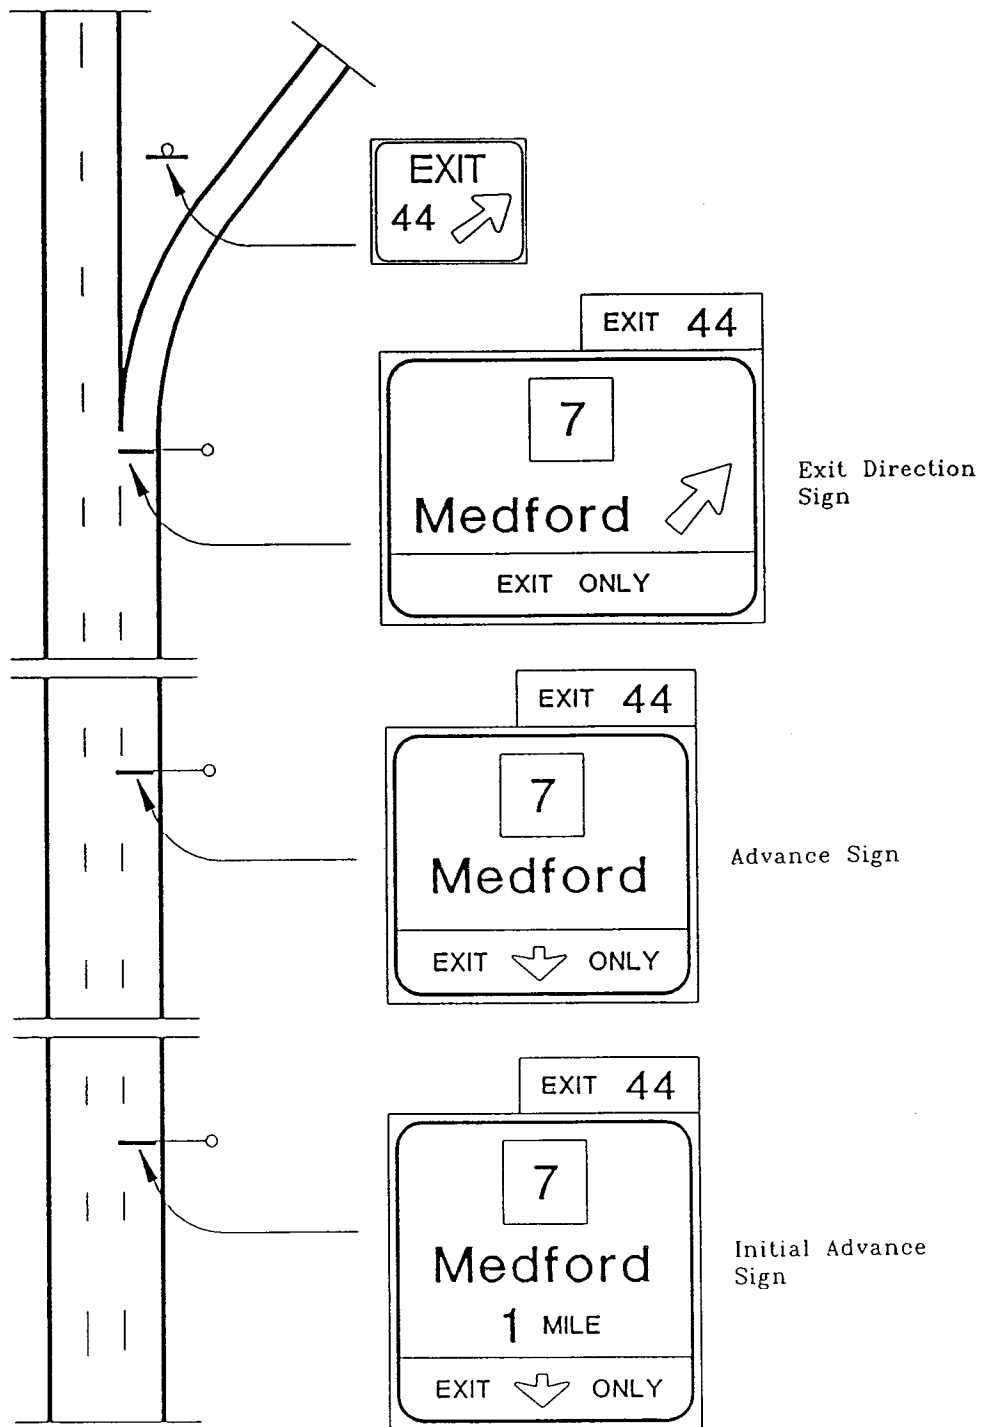 EXIT
44
EXIT 44
7
Medford
EXIT ONLY
Exit Direction
Sign
EXIT 44
7
Medford
EXIT ONLY
Advance Sign
EXIT 44
7
Medford
1 MILE
EXIT ONLY
Initial Advance
Sign